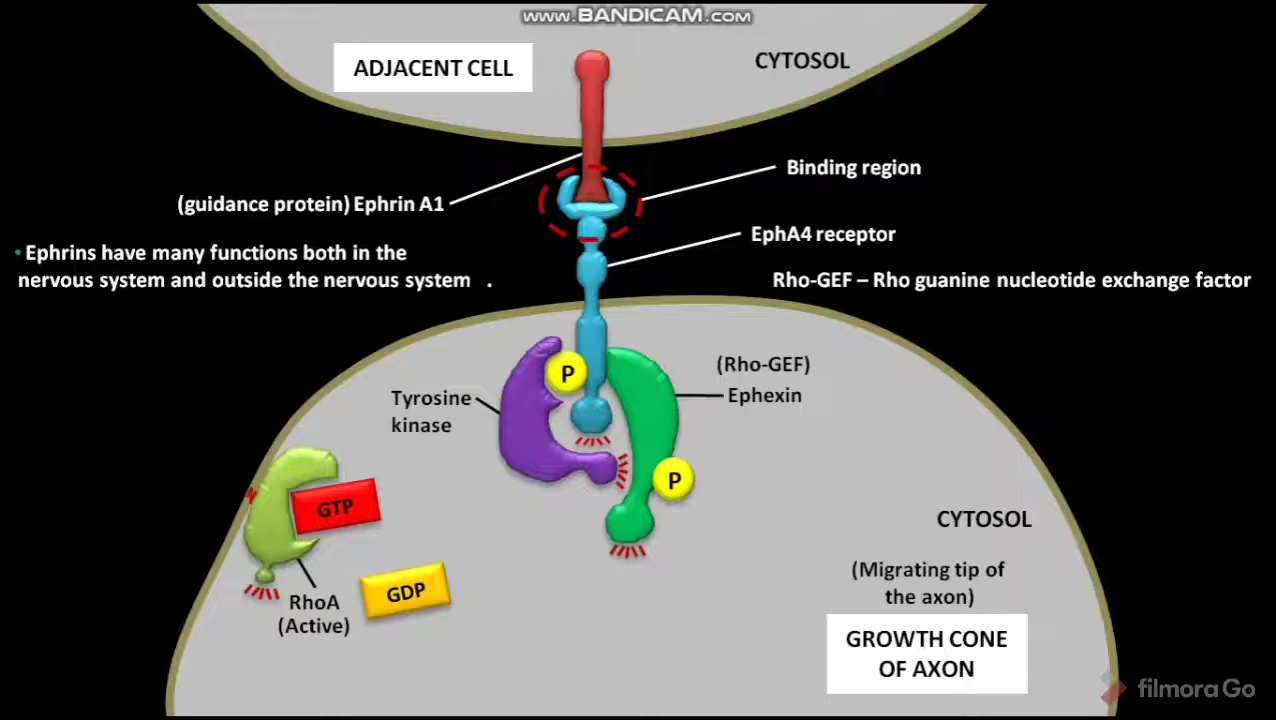 www.BANDICAM.com
ADJACENT CELL
CYTOSOL
Binding region
(guidance protein) Ephrin A1
EphA4 receptor
• Ephrins have many functions both in the
nervous system and outside the nervous system .
Rho-GEF – Rho guanine nucleotide exchange factor
P
(Rho-GEF)
Ephexin
Tyrosine
kinase
P
GTP
CYTOSOL
(Migrating tip of
the axon)
GDP
RhoA
(Active)
GROWTH CONE
OF AXON
filmoraGo